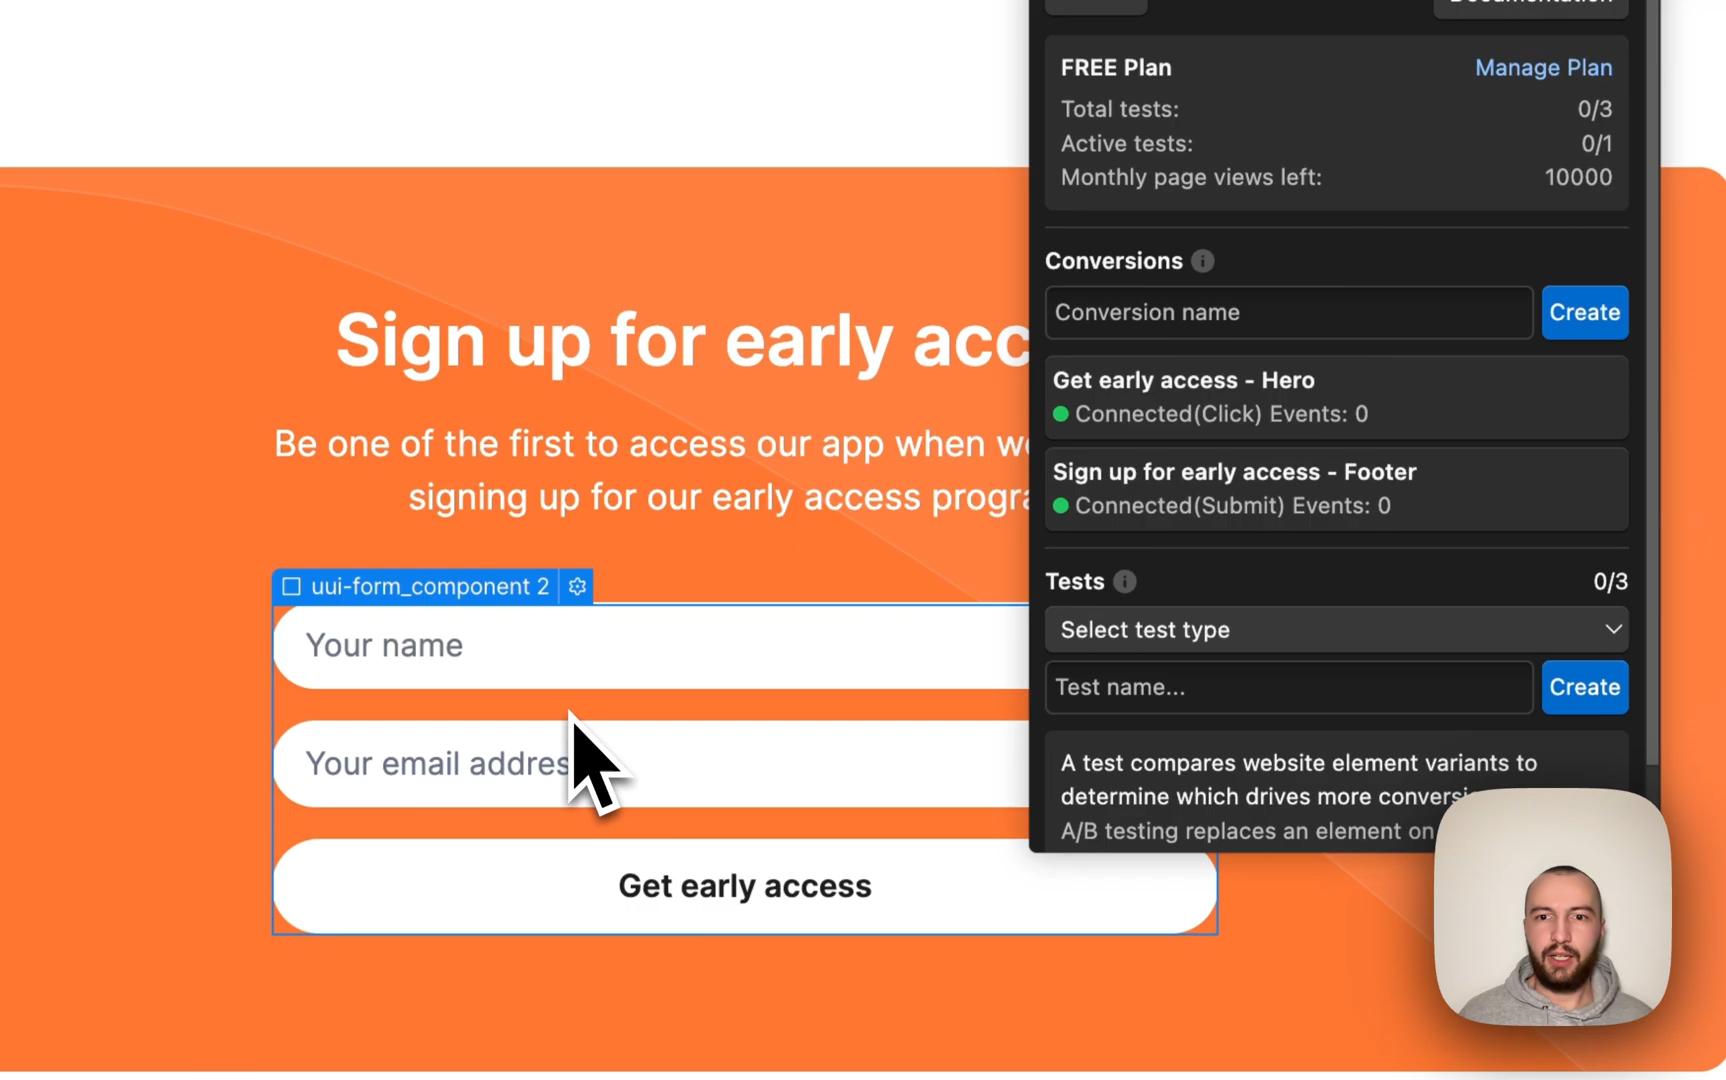 Sign up for early acc
Be one of the first to access our app when w
signing up for our early access progr
uui-form_component 2
Your name
Your email addres
Get early access
Documentation
FREE Plan
Manage Plan
Total tests:
0/3
Active tests:
0/1
Monthly page views left:
10000
Conversions
Conversion name
Create
Get early access - Hero
Connected(Click) Events: 0
Sign up for early access - Footer
Connected(Submit) Events: 0
Tests
0/3
Select test type
Test name...
Create
A test compares website element variants to
determine which drives more conversi
A/B testing replaces an element on